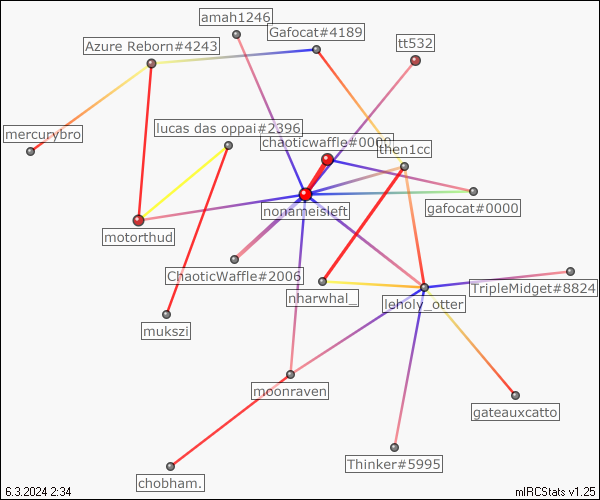 amah1246
Gafocat#4189
Azure Reborn#4243
tt532
mercurybro
lucas das oppai#2396
chaoticwaffle#0000
then1cc
nonameisleft
gafocat#0000
motorthud
ChaoticWaffle#2006
TripleMidget#8824
nharwhal_
leholy_otter
mukszi
moonraven
gateauxcatto
Thinker#5995
chobham.
6.3.2024 2:34
mIRCStats v1.25